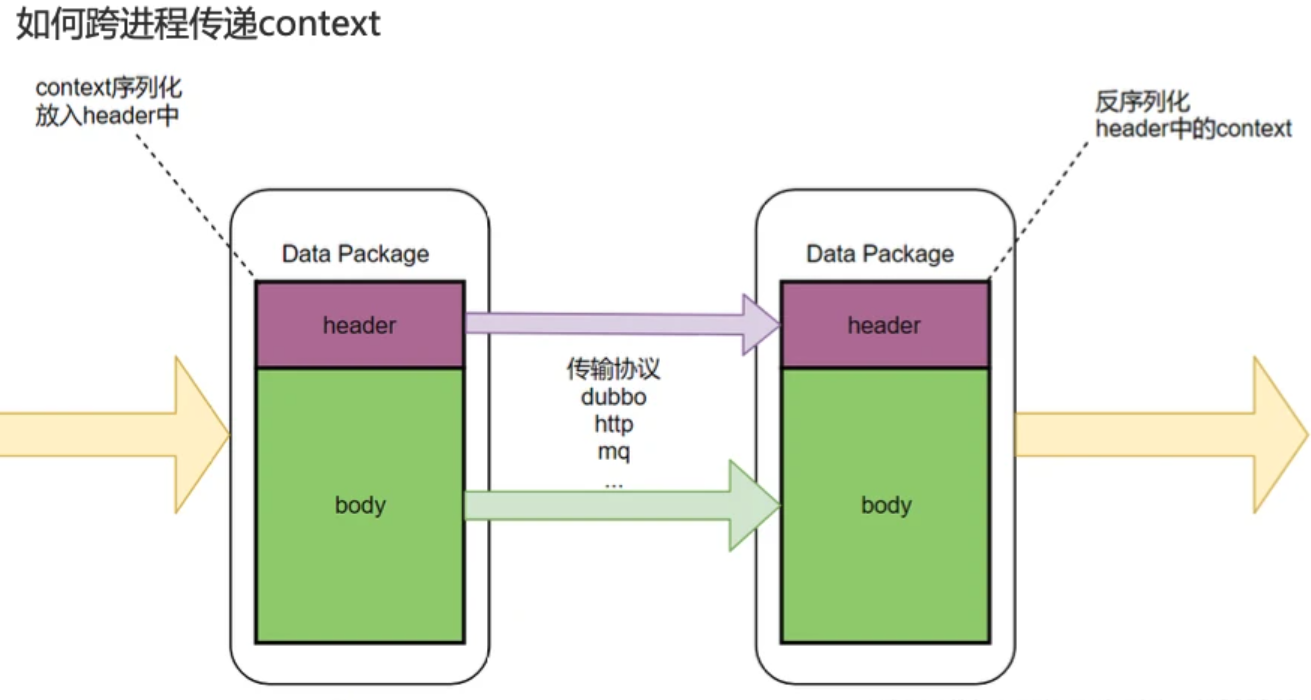 如何跨进程传递context
context序列化
放入header中
反序列化
header中的context
Data Package
Data Package
header
header
传输协议
dubbo
http
mq
...
body
body